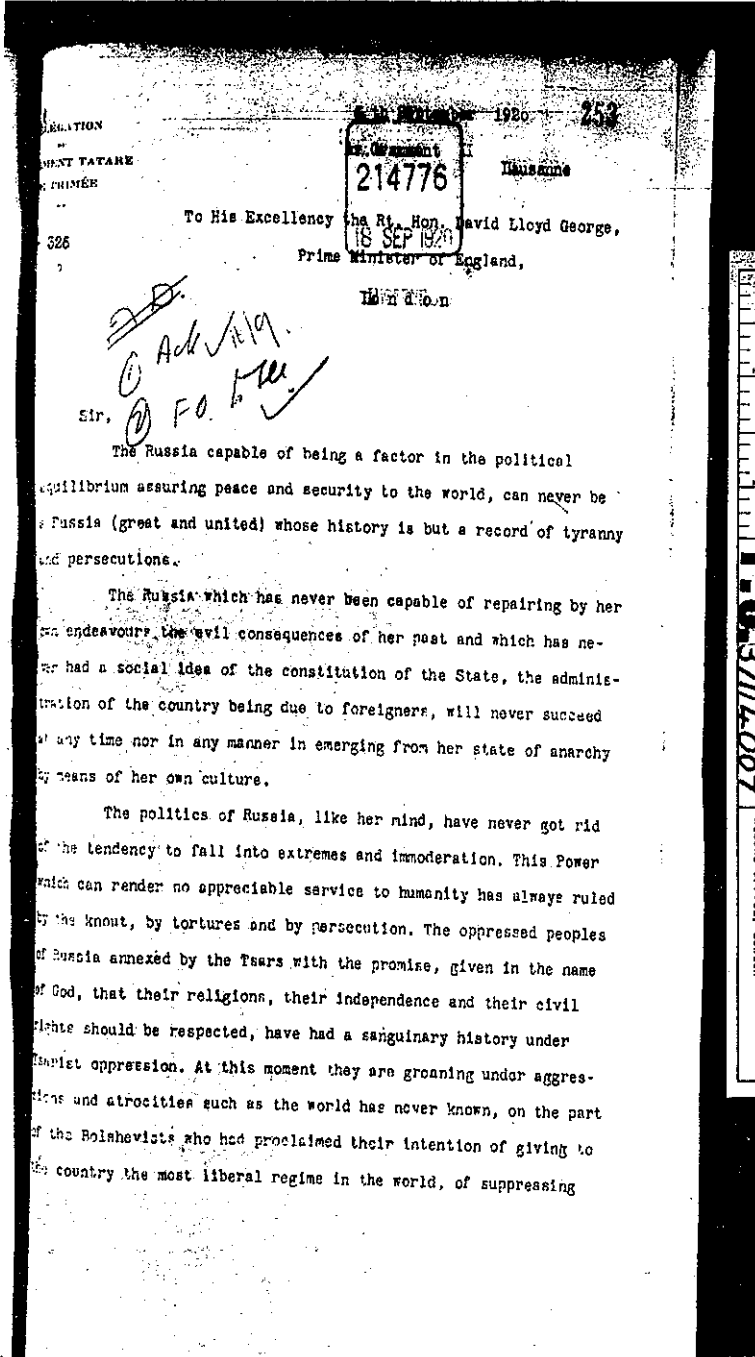 1920
253
214776
18 SEP 1920
Lausanne
TATARE
To His Excellency the Rt. Hon. David Lloyd George,
326
Prime Minister of England,
London
① Ack
② F.O.
Sir,
The Russia capable of being a factor in the political
equilibrium assuring peace and security to the world, can never be
a Russia (great and united) whose history is but a record of tyranny
and persecutions.
The Russia which has never been capable of repairing by her
own endeavours the evil consequences of her past and which has ne-
ver had a social idea of the constitution of the State, the adminis-
tration of the country being due to foreigners, will never succeed
at any time nor in any manner in emerging from her state of anarchy
by means of her own culture.
The politics of Russia, like her mind, have never got rid
of the tendency to fall into extremes and immoderation. This Power
which can render no appreciable service to humanity has always ruled
by the knout, by tortures and by persecution. The oppressed peoples
of Russia annexed by the Tsars with the promise, given in the name
of God, that their religions, their independence and their civil
rights should be respected, have had a sanguinary history under
Tsarist oppression. At this moment they are groaning under aggres-
sions and atrocities such as the world has never known, on the part
of the Bolshevists who had proclaimed their intention of giving to
the country the most liberal regime in the world, of suppressing